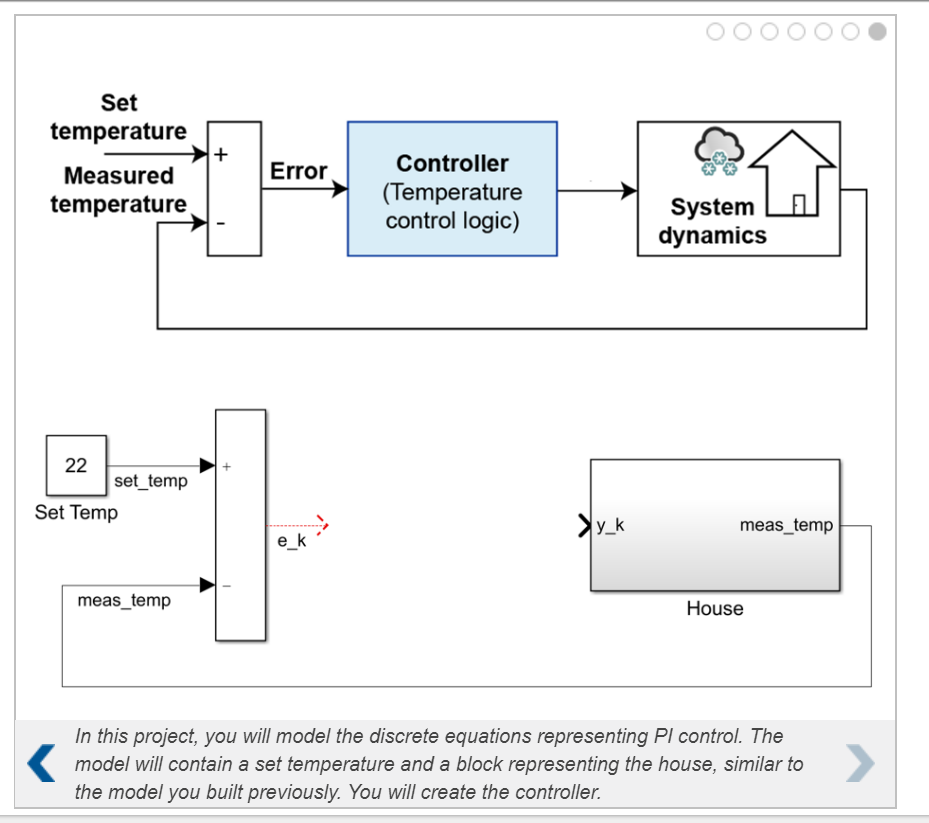 Set
temperature
Measured
temperature
+
-
Error
Controller
(Temperature
control logic)
System
dynamics
22
set_temp
Set Temp
+
e_k
−
meas_temp
y_k
meas_temp
House
In this project, you will model the discrete equations representing PI control. The
model will contain a set temperature and a block representing the house, similar to
the model you built previously. You will create the controller.